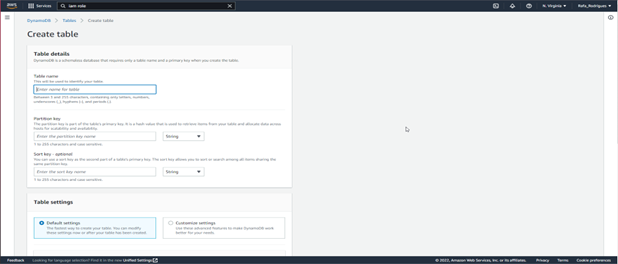 aws
Services
iam role
N. Virginia
Rafa_Rodrigues
DynamoDB > Tables > Create table
Create table
Table details
DynamoDB is a schemaless database that requires only a table name and a primary key when you create the table.
Table name
This will be used to identify your table.
Enter name for table
Between 3 and 255 characters, containing only letters, numbers,
underscores (_), hyphens (-), and periods (.).
Partition key
The partition key is part of the table's primary key. It is a hash value that is used to retrieve items from your table and allocate data across
hosts for scalability and availability.
Enter the partition key name
String
1 to 255 characters and case sensitive.
Sort key - optional
You can use a sort key as the second part of a table's primary key. The sort key allows you to sort or search among all items sharing the
same partition key.
Enter the sort key name
String
1 to 255 characters and case sensitive.
Table settings
Default settings
The fastest way to create your table. You can modify
these settings now or after your table has been created.
Customize settings
Use these advanced features to make DynamoDB work
better for your needs.
Feedback
Looking for language selection? Find it in the new Unified Settings
© 2022, Amazon Web Services, Inc. or its affiliates.
Privacy
Terms
Cookie preferences